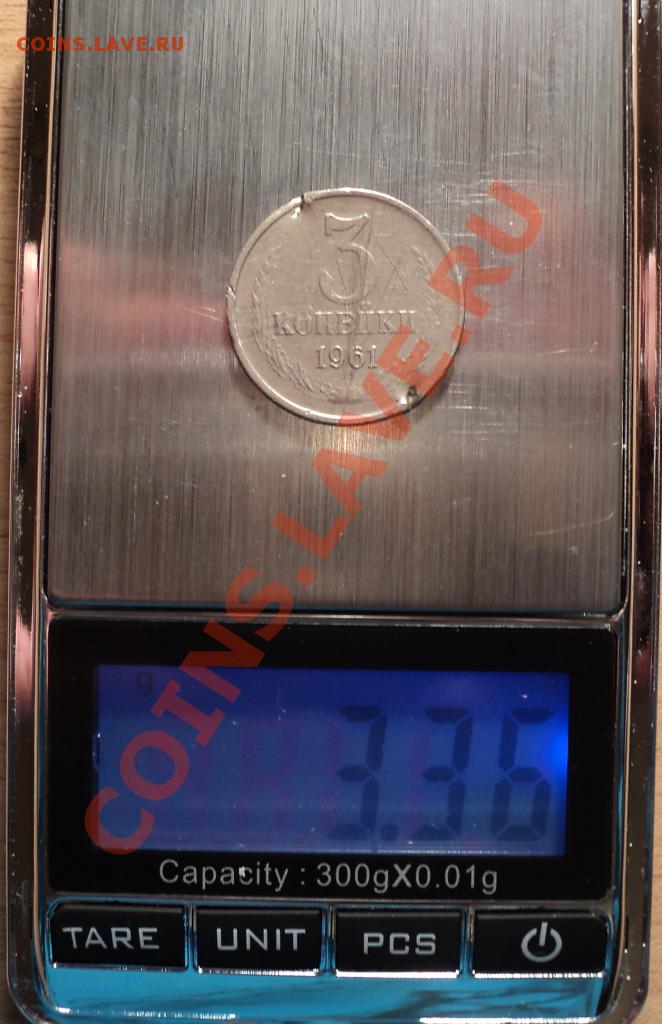 COINS.LAVE.RU
3
КОПЕЙКИ
1961
COINS.LAVE.RU
g
3.36
Capacity : 300gX0.01g
TARE UNIT PCS